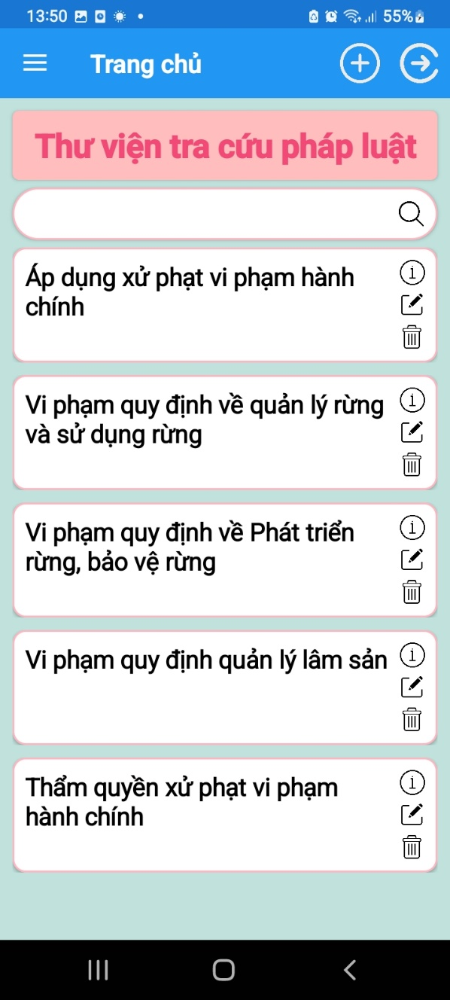 13:50 55%
Trang chủ
Thư viện tra cứu pháp luật
Áp dụng xử phạt vi phạm hành
chính
Vi phạm quy định về quản lý rừng
và sử dụng rừng
Vi phạm quy định về Phát triển
rừng, bảo vệ rừng
Vi phạm quy định quản lý lâm sản
Thẩm quyền xử phạt vi phạm
hành chính